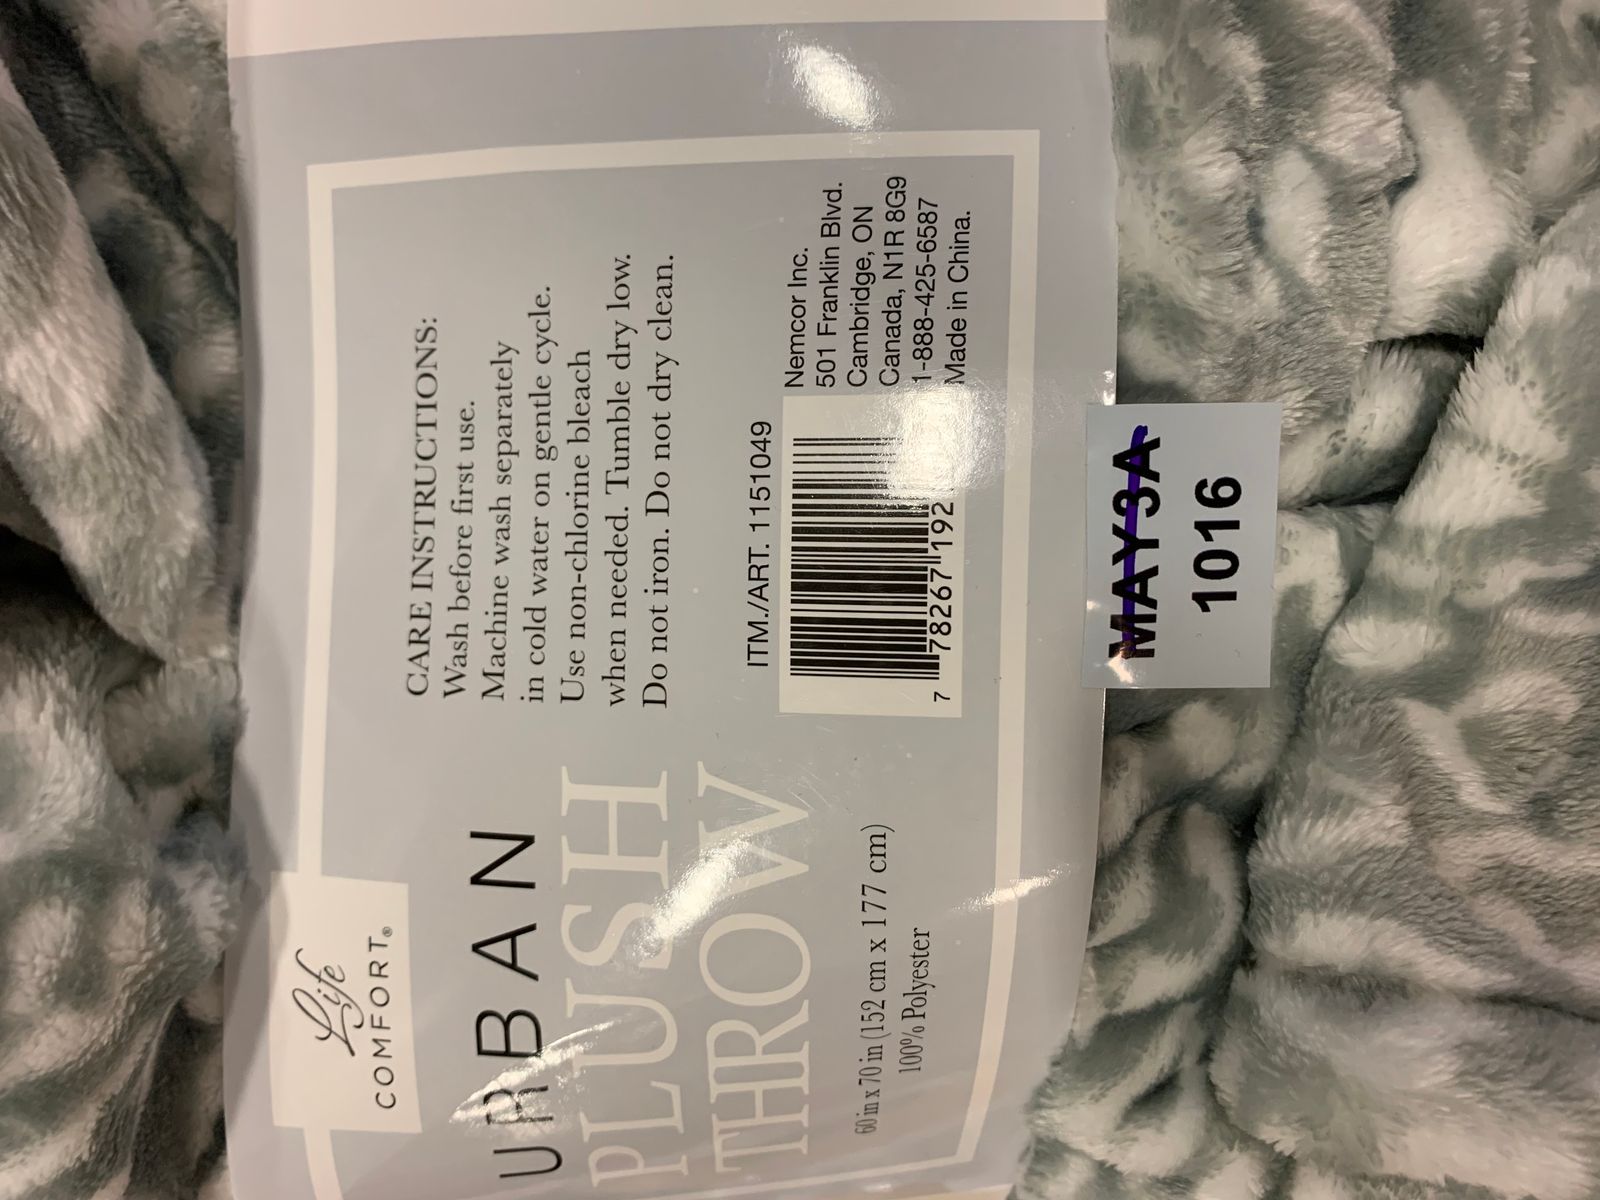 Life
COMFORT®
URBAN
PLUSH
THROW
60 in x 70 in (152 cm x 177 cm)
100% Polyester
CARE INSTRUCTIONS:
Wash before first use.
Machine wash separately
in cold water on gentle cycle.
Use non-chlorine bleach
when needed. Tumble dry low.
Do not iron. Do not dry clean.
ITM./ART. 1151049
7 78267 192
Nemcor Inc.
501 Franklin Blvd.
Cambridge, ON
Canada, N1R 8G9
1-888-425-6587
Made in China.
MAY3A
1016